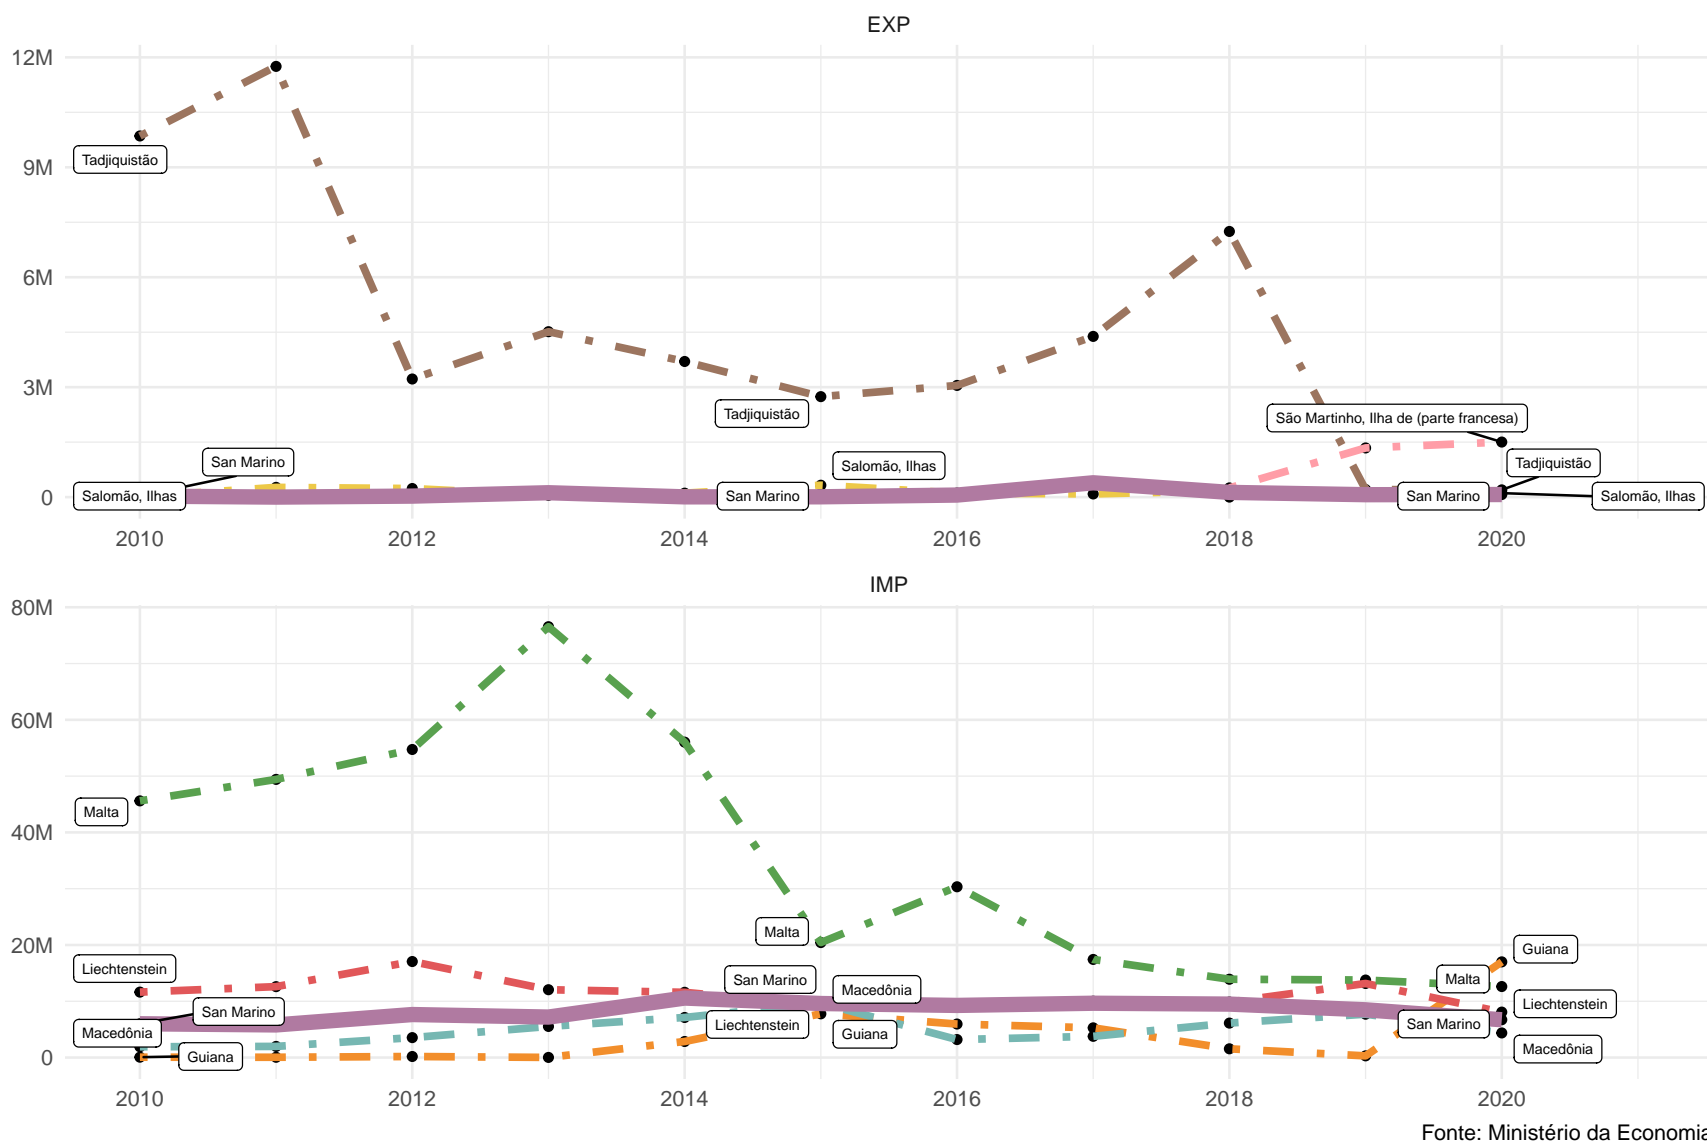 EXP
12M
9M
6M
3M
0
Tadjiquistão
San Marino
Salomão, Ilhas
Tadjiquistão
Salomão, Ilhas
San Marino
São Martinho, Ilha de (parte francesa)
Tadjiquistão
San Marino
Salomão, Ilhas
2010 2012 2014 2016 2018 2020
IMP
80M
60M
40M
20M
0
Malta
Liechtenstein
San Marino
Macedônia
Guiana
Malta
San Marino
Macedônia
Liechtenstein
Guiana
Guiana
Malta
Liechtenstein
San Marino
Macedônia
2010 2012 2014 2016 2018 2020
Fonte: Ministério da Economia